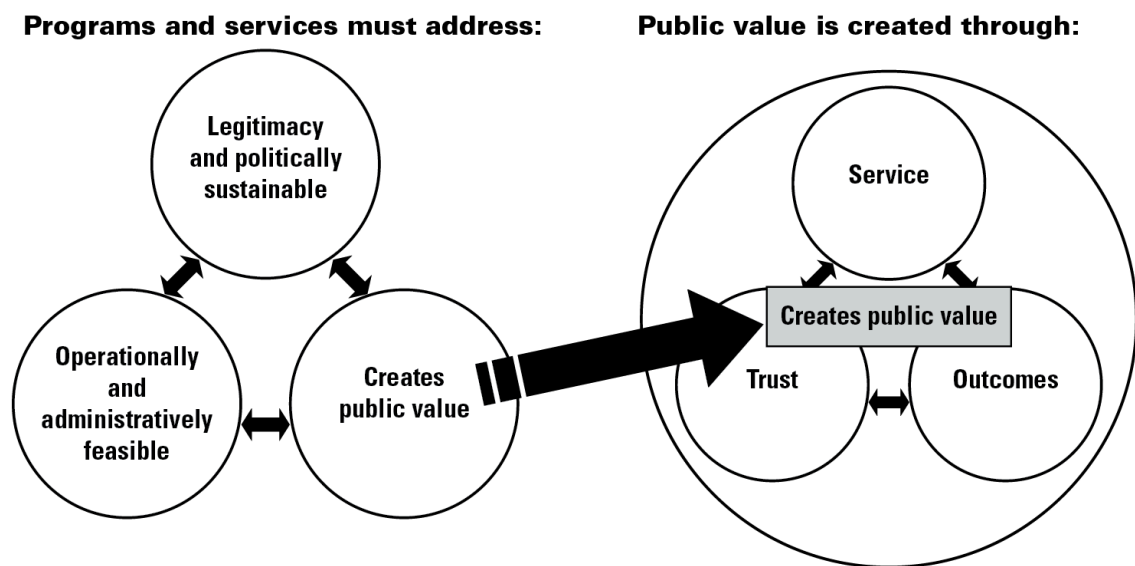 Programs and services must address:
Legitimacy
and politically
sustainable
Operationally
and
administratively
feasible
Creates
public value
Public value is created through:
Service
Creates public value
Trust
Outcomes